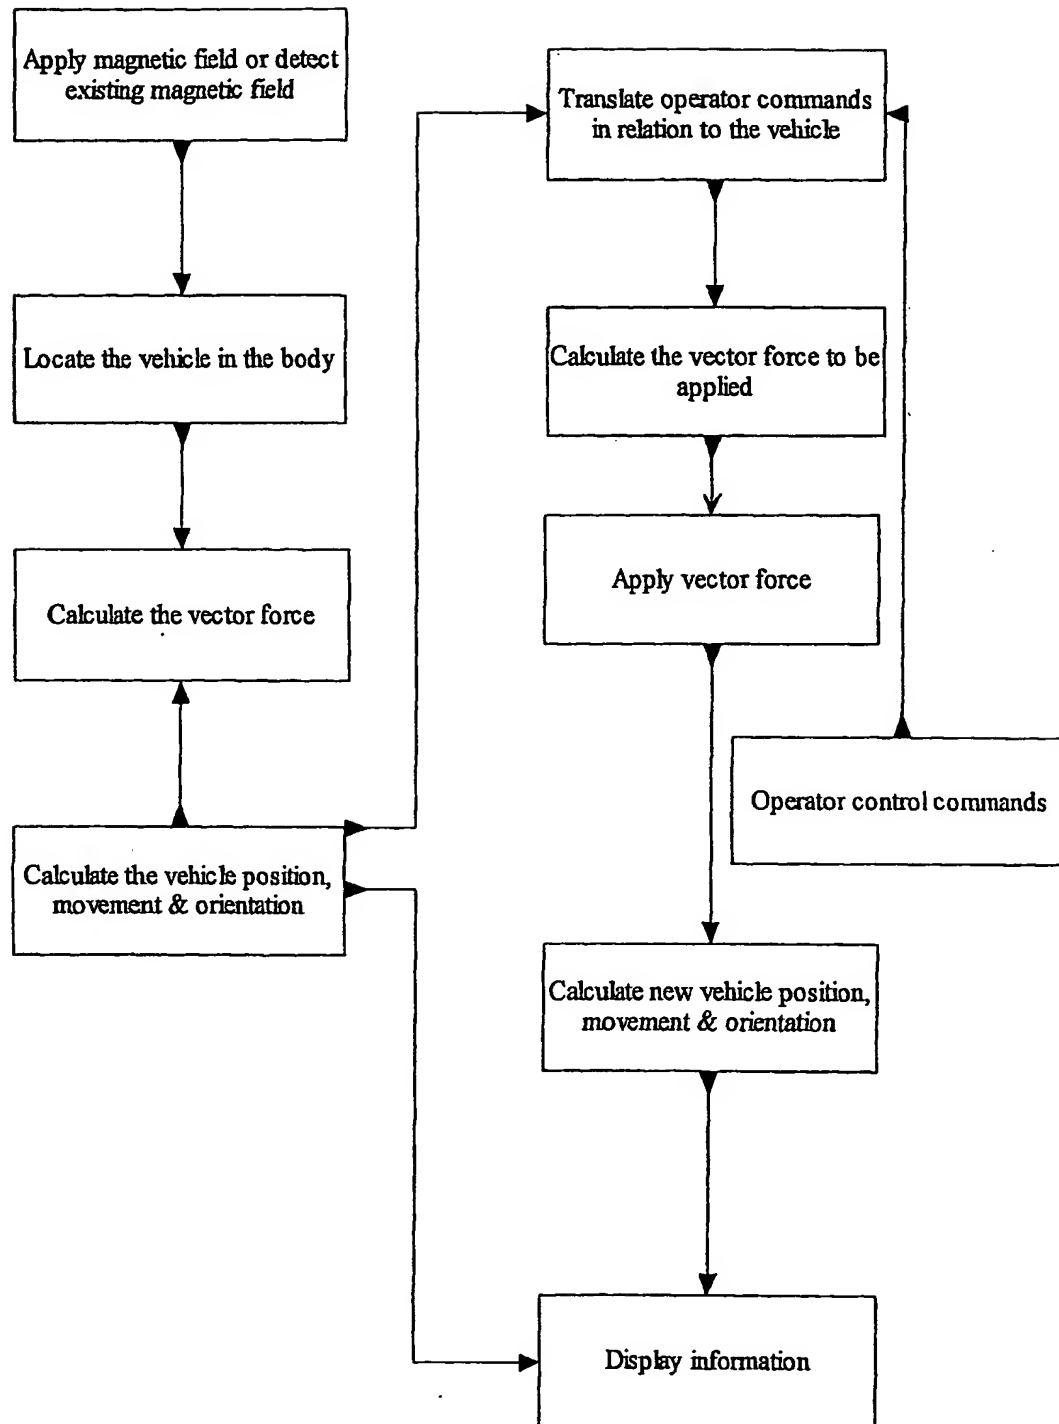 Apply magnetic field or detect
existing magnetic field
Locate the vehicle in the body
Calculate the vector force
Calculate the vehicle position,
movement & orientation
Translate operator commands
in relation to the vehicle
Calculate the vector force to be
applied
Apply vector force
Operator control commands
Calculate new vehicle position,
movement & orientation
Display information